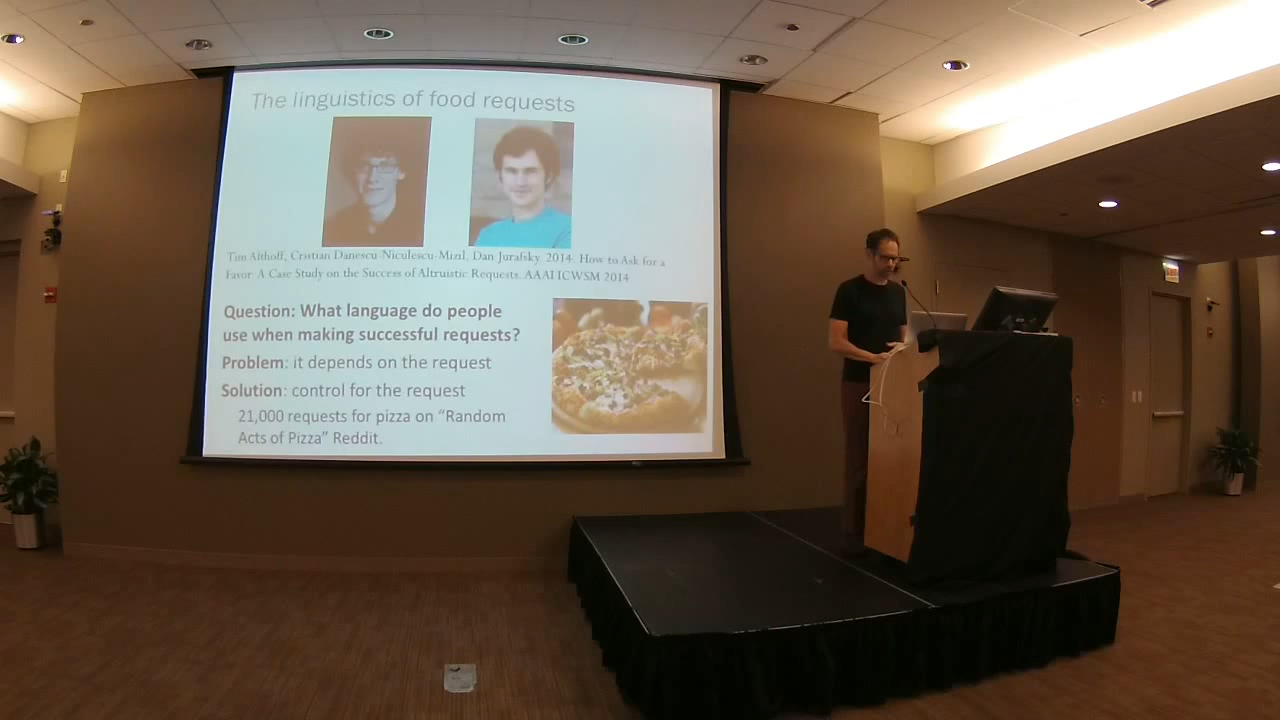 The linguistics of food requests
Tim Althoff, Cristian Danescu-Niculescu-Mizil, Dan Jurafsky. 2014. How to Ask for a
Favor: A Case Study on the Success of Altruistic Requests. AAAI ICWSM 2014
Question: What language do people
use when making successful requests?
Problem: it depends on the request
Solution: control for the request
21,000 requests for pizza on “Random
Acts of Pizza” Reddit.